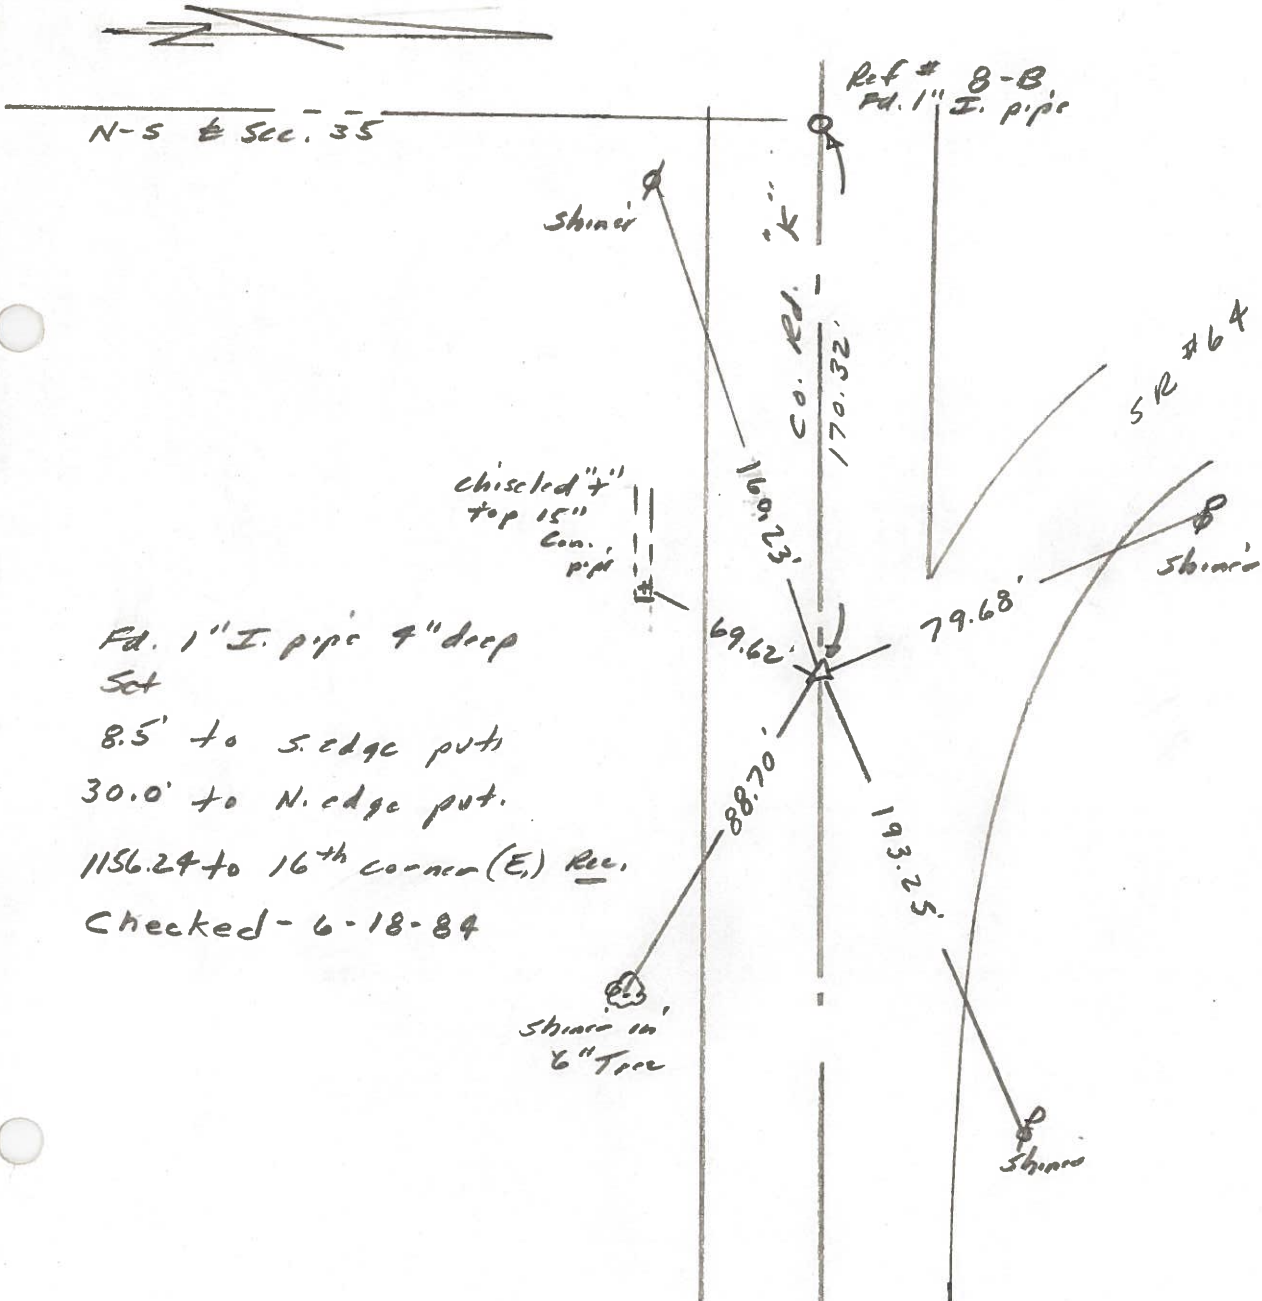 N
Ref # 8-B
Fd. 1" I. pipe
N-S ℄ Sec. 35
shiner
Co. Rd. "K"
170.32'
SR #64
160.23'
chiseled "+"
top 15"
Con.
pipe
shiner
79.68'
69.62'
Fd. 1" I. pipe 4" deep
Set
8.5' to S. edge pvt.
30.0' to N. edge pvt.
1156.24 to 16th corner (E.) Rec.
Checked - 6-18-84
88.70'
193.25'
shiner in
6" Tree
shiner